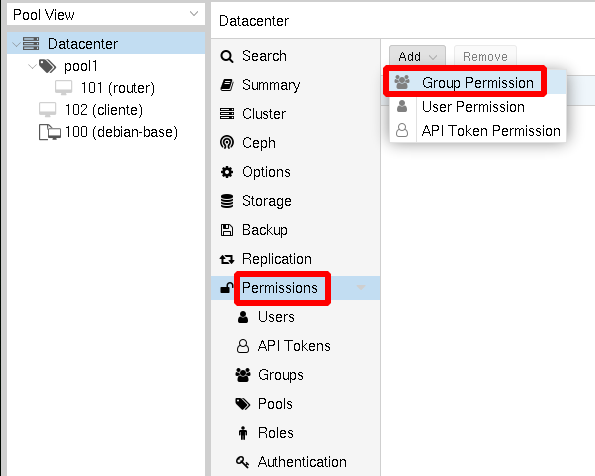 Pool View
Datacenter
pool1
101 (router)
102 (cliente)
100 (debian-base)
Datacenter
Search
Summary
Cluster
Ceph
Options
Storage
Backup
Replication
Permissions
Users
API Tokens
Groups
Pools
Roles
Authentication
Add
Remove
Group Permission
User Permission
API Token Permission